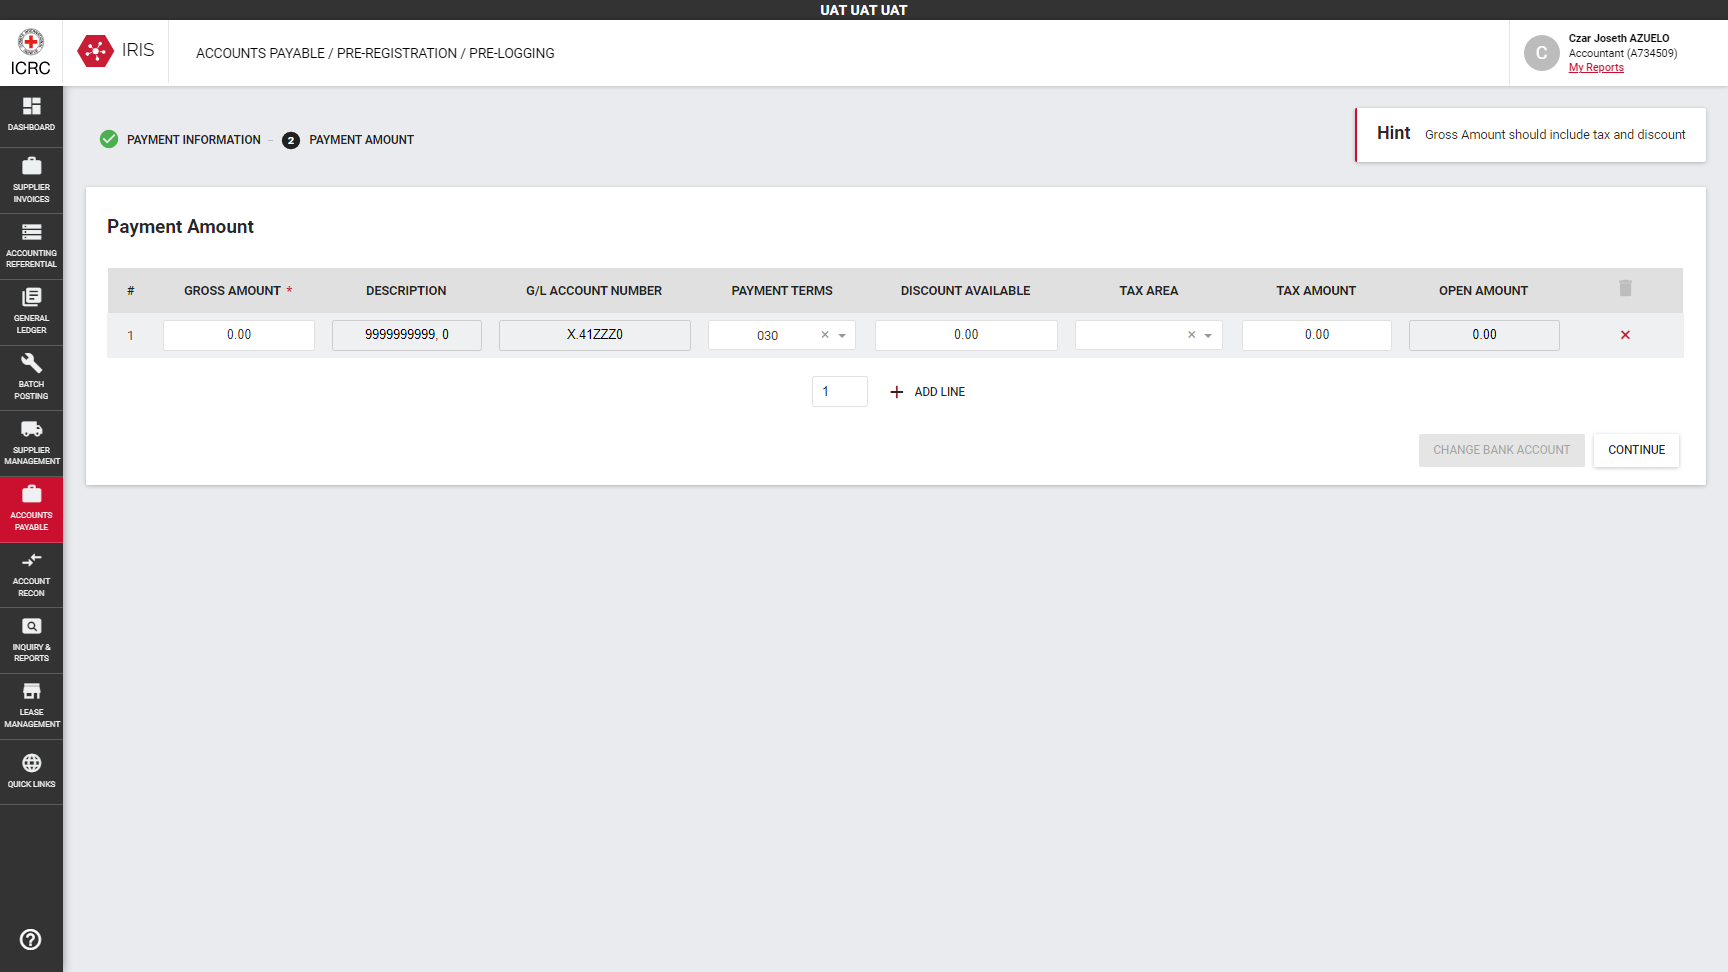 UAT UAT UAT
ICRC
IRIS
ACCOUNTS PAYABLE / PRE-REGISTRATION / PRE-LOGGING
C
Czar Joseth AZUELO
Accountant (A734509)
My Reports
DASHBOARD
SUPPLIER
INVOICES
ACCOUNTING
REFERENTIAL
GENERAL
LEDGER
BATCH
POSTING
SUPPLIER
MANAGEMENT
ACCOUNTS
PAYABLE
ACCOUNT
RECON
INQUIRY &
REPORTS
LEASE
MANAGEMENT
QUICK LINKS
PAYMENT INFORMATION – 2 PAYMENT AMOUNT
Hint Gross Amount should include tax and discount
Payment Amount
# GROSS AMOUNT * DESCRIPTION G/L ACCOUNT NUMBER PAYMENT TERMS DISCOUNT AVAILABLE TAX AREA TAX AMOUNT OPEN AMOUNT
1 0.00 9999999999, 0 X.41ZZZ0 030 × 0.00 × 0.00 0.00 ×
1 + ADD LINE
CHANGE BANK ACCOUNT CONTINUE